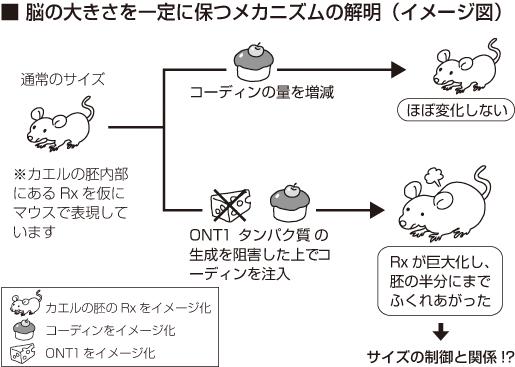 ■ 脳の大きさを一定に保つメカニズムの解明（イメージ図）
通常のサイズ
※カエルの胚内部
にある Rx を仮に
マウスで表現して
います
コーディンの量を増減
ほぼ変化しない
ONT1 タンパク質 の
生成を阻害した上でコ
ーディンを注入
Rx が巨大化し、
胚の半分にまで
ふくれあがった
サイズの制御と関係 !?
カエルの胚の Rx をイメージ化
コーディンをイメージ化
ONT1 をイメージ化